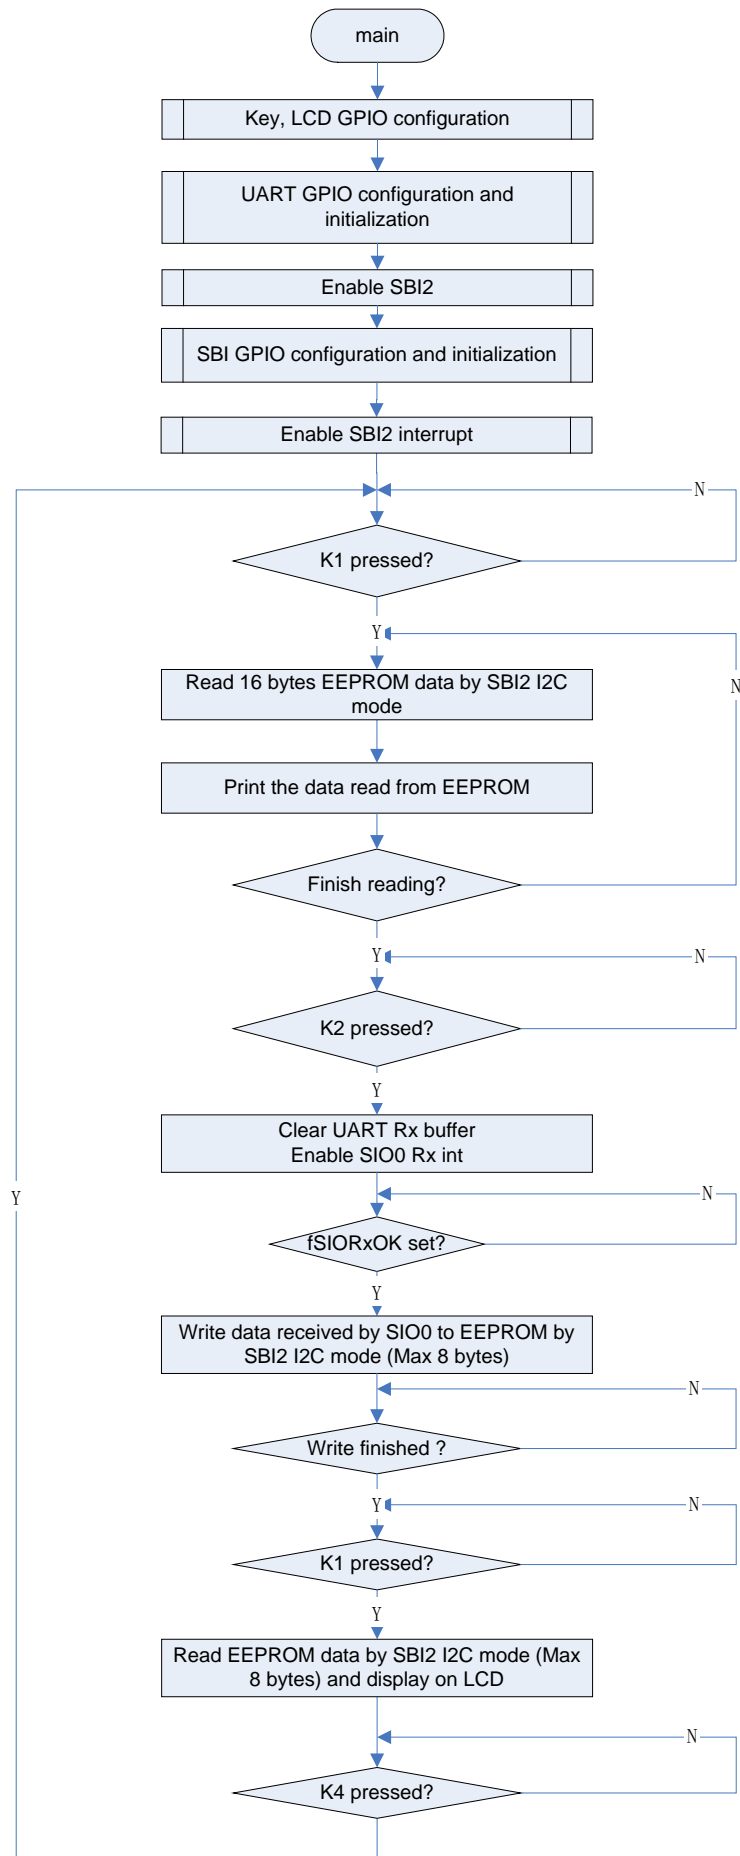 main
Key, LCD GPIO configuration
UART GPIO configuration and
initialization
Enable SBI2
SBI GPIO configuration and initialization
Enable SBI2 interrupt
N
K1 pressed?
Y
Read 16 bytes EEPROM data by SBI2 I2C
mode
N
Print the data read from EEPROM
Finish reading?
Y
N
K2 pressed?
Y
Clear UART Rx buffer
Enable SIO0 Rx int
Y
N
fSIORxOK set?
Y
Write data received by SIO0 to EEPROM by
SBI2 I2C mode (Max 8 bytes)
N
Write finished ?
Y
N
K1 pressed?
Y
Read EEPROM data by SBI2 I2C mode (Max
8 bytes) and display on LCD
N
K4 pressed?